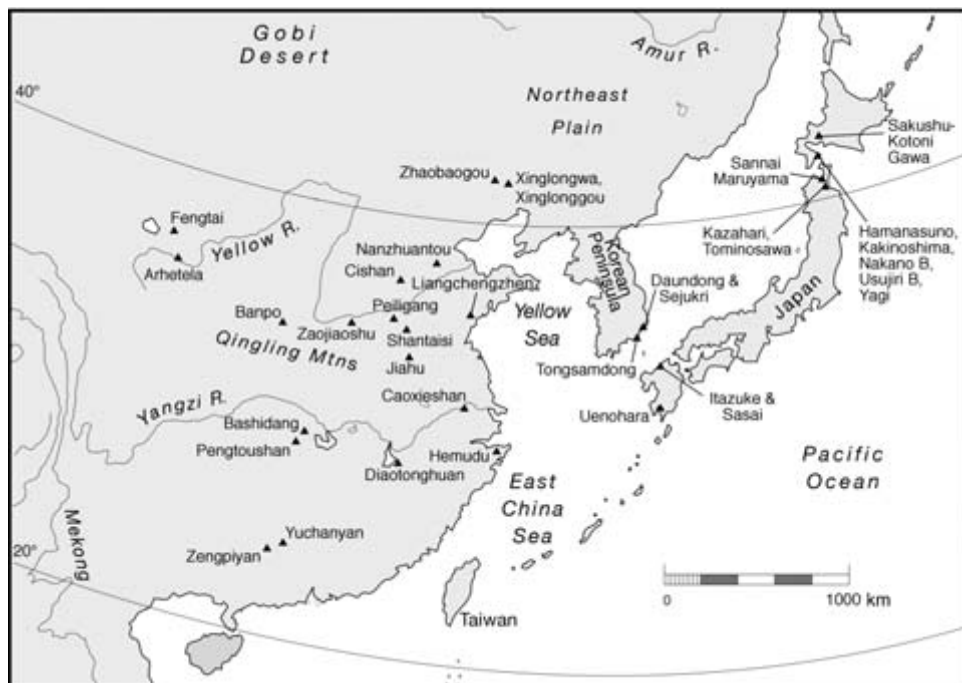 Gobi
Desert
Amur R.
40°
Northeast
Plain
Sakushu-
Kotoni
Gawa
Sannai
Maruyama
Zhaobaogou
Xinglongwa,
Xinglonggou
Kazahari,
Tominosawa
Hamanasuno,
Kakinoshima,
Nakano B,
Usujiri B,
Yagi
Fengtai
Yellow R.
Arhetela
Nanzhuantou
Cishan
Liangchengzhenz
Korean
Peninsula
Daundong &
Sejukri
Japan
Banpo
Peiligang
Zaojiaoshu
Shantaisi
Yellow
Sea
Qingling Mtns
Jiahu
Tongsamdong
Itazuke &
Sasai
Yangzi R.
Caoxieshan
Uenohara
Bashidang
Pengtoushan
Hemudu
Diaotonghuan
Pacific
Ocean
East
China
Sea
Mekong
Yuchanyan
Zengpiyan
20°
Taiwan
0
1000 km